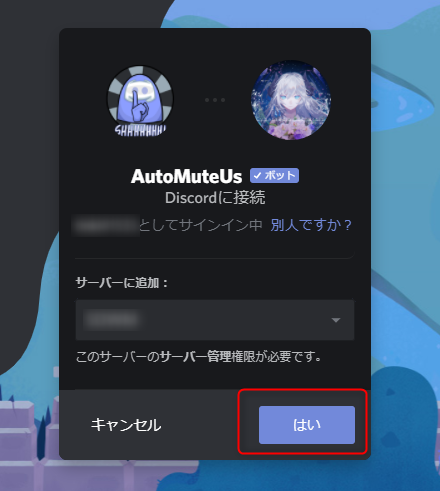 SHHHHHHH!
AutoMuteUs ボット
Discordに接続
としてサインイン中 別人ですか？
サーバーに追加：
このサーバーのサーバー管理権限が必要です。
キャンセル
はい